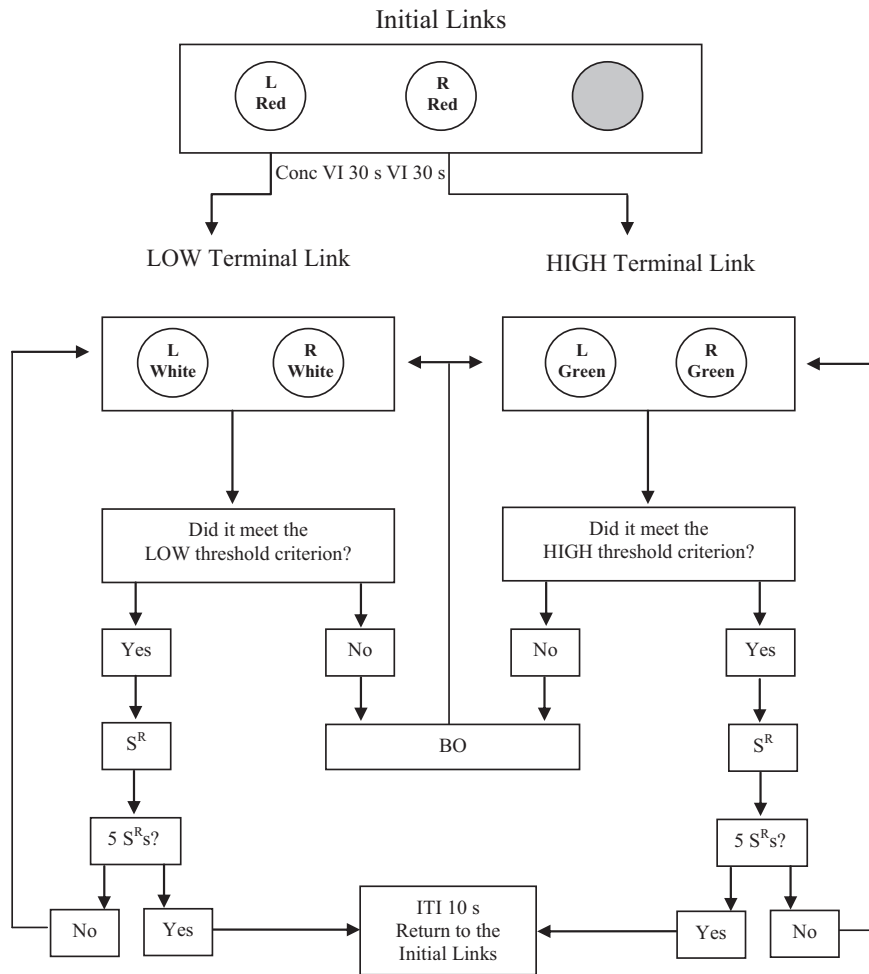 Initial Links
L
Red
R
Red
Conc VI 30 s VI 30 s
LOW Terminal Link
HIGH Terminal Link
L
White
R
White
L
Green
R
Green
Did it meet the
LOW threshold criterion?
Did it meet the
HIGH threshold criterion?
Yes
No
No
Yes
S^R
BO
S^R
5 S^Rs?
5 S^Rs?
No
Yes
ITI 10 s
Return to the
Initial Links
Yes
No